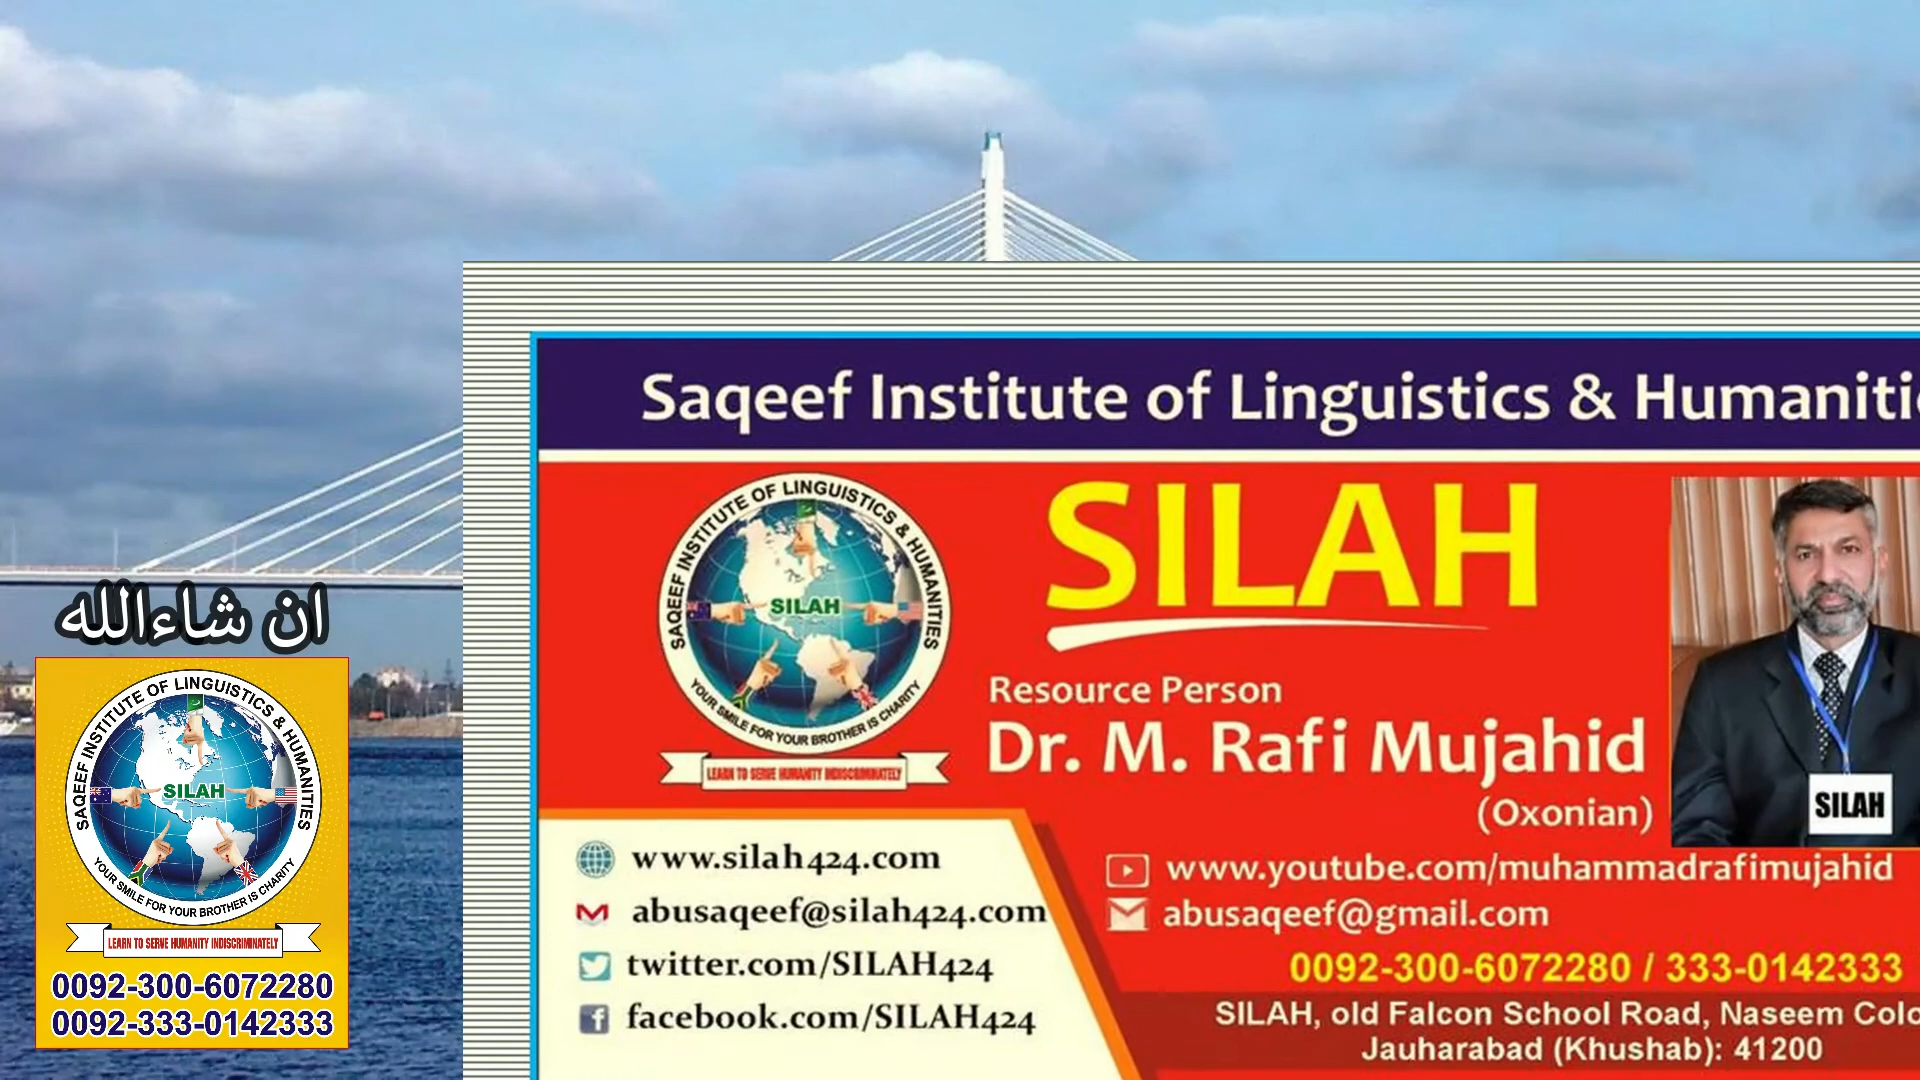 ان شاءالله
SAQEEF INSTITUTE OF LINGUISTICS & HUMANITIES
SILAH
YOUR SMILE FOR YOUR BROTHER IS CHARITY
LEARN TO SERVE HUMANITY INDISCRIMINATELY
0092-300-6072280
0092-333-0142333
Saqeef Institute of Linguistics & Humanitie
SAQEEF INSTITUTE OF LINGUISTICS & HUMANITIES
SILAH
YOUR SMILE FOR YOUR BROTHER IS CHARITY
LEARN TO SERVE HUMANITY INDISCRIMINATELY
SILAH
Resource Person
Dr. M. Rafi Mujahid
(Oxonian)
SILAH
www.silah424.com
abusaqeef@silah424.com
twitter.com/SILAH424
facebook.com/SILAH424
www.youtube.com/muhammadrafimujahid
abusaqeef@gmail.com
0092-300-6072280 / 333-0142333
SILAH, old Falcon School Road, Naseem Colo
Jauharabad (Khushab): 41200